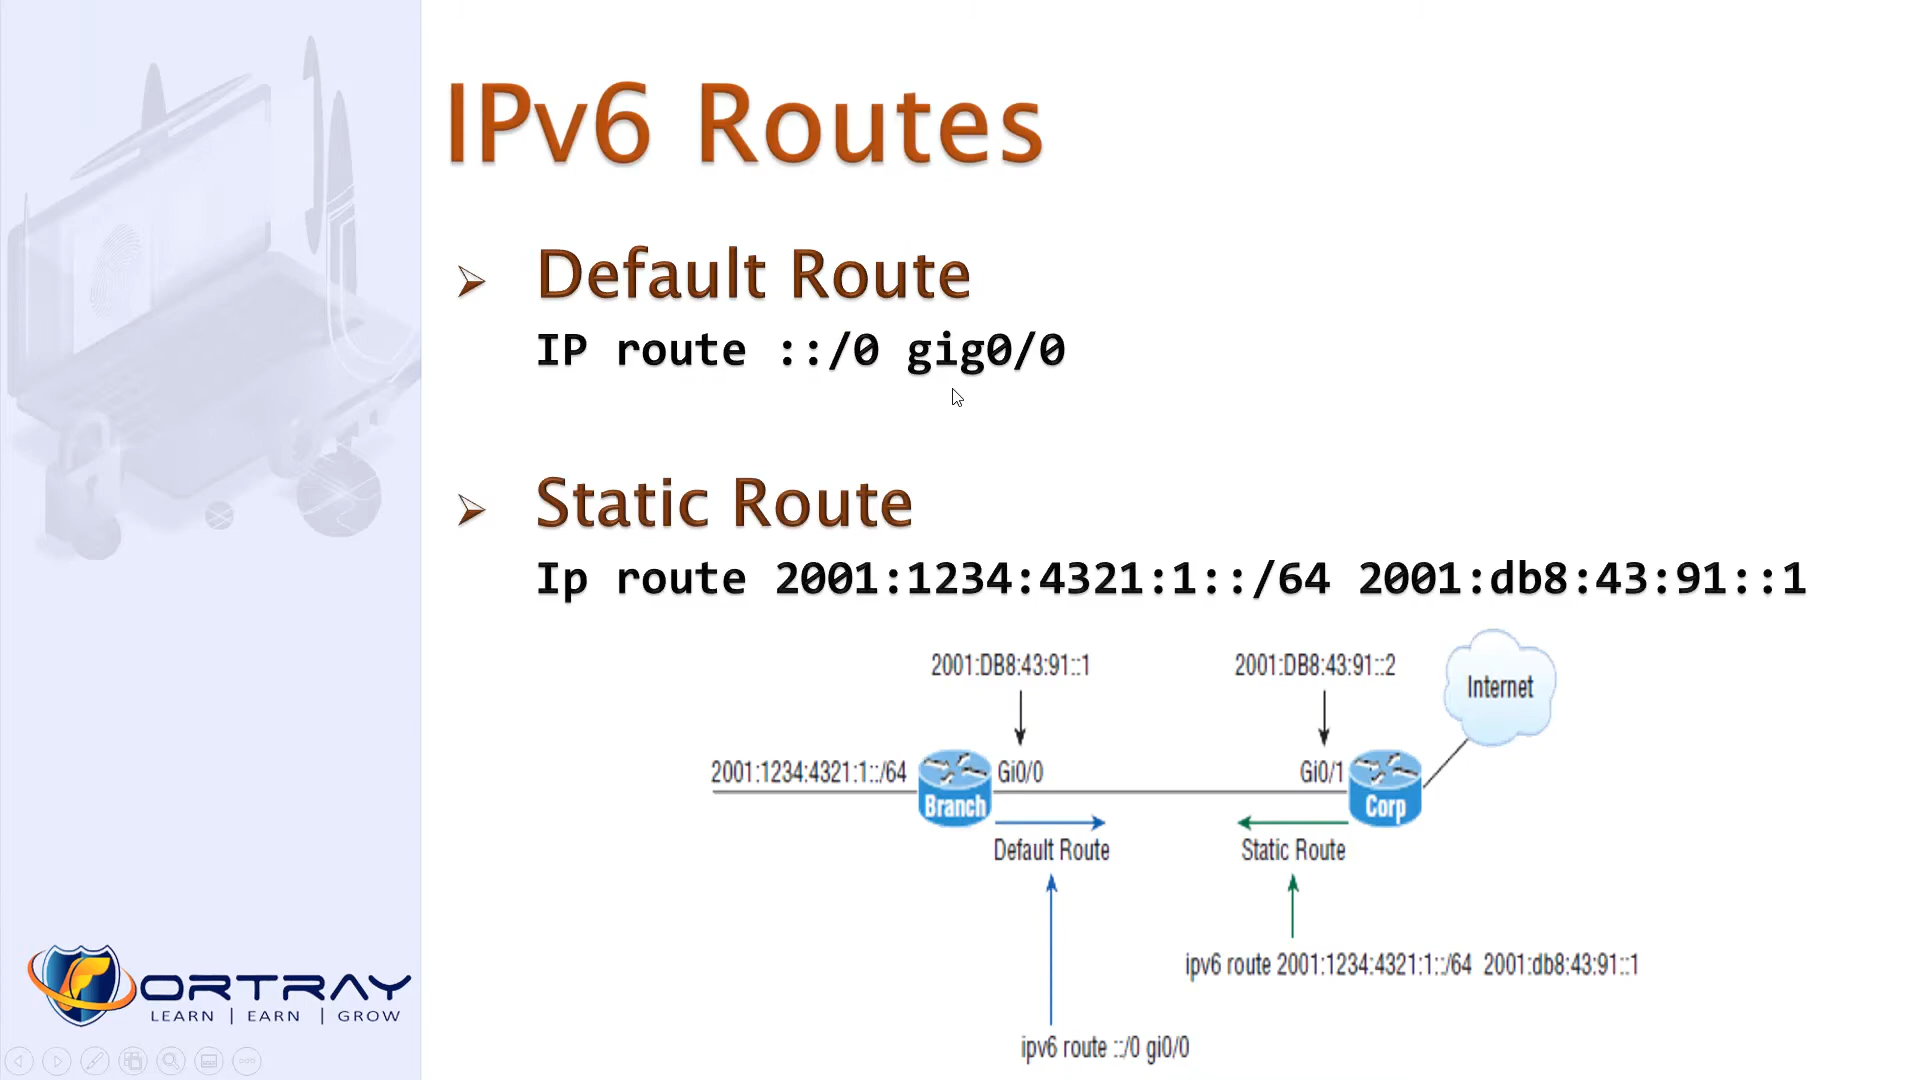 IPv6 Routes
Default Route
IP route ::/0 gig0/0
Static Route
Ip route 2001:1234:4321:1::/64 2001:db8:43:91::1
2001:DB8:43:91::1
2001:DB8:43:91::2
Internet
2001:1234:4321:1::/64
Gi0/0
Gi0/1
Branch
Corp
Default Route
Static Route
ipv6 route 2001:1234:4321:1::/64 2001:db8:43:91::1
ipv6 route ::/0 gi0/0
FORTRAY
LEARN | EARN | GROW